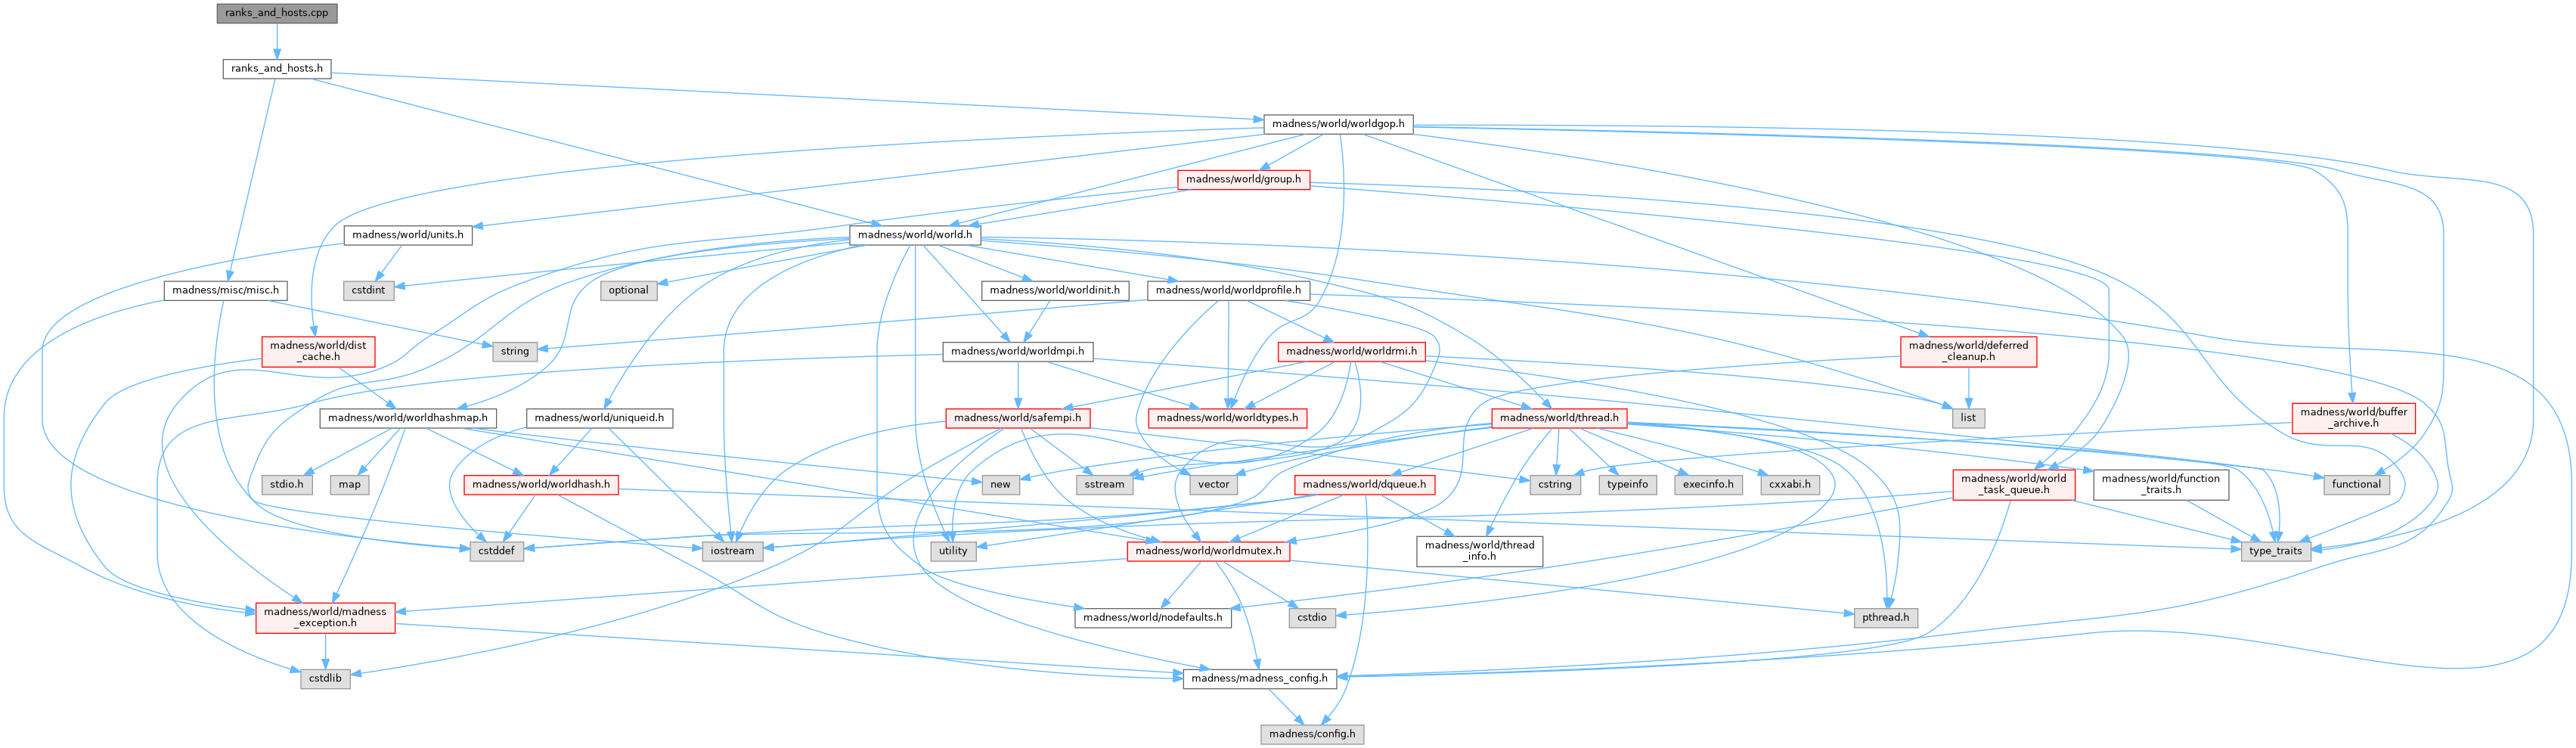 ranks_and_hosts.cpp
ranks_and_hosts.h
madness/world/worldgop.h
madness/world/group.h
madness/world/units.h
madness/world/world.h
madness/misc/misc.h
cstdint
optional
madness/world/worldinit.h
madness/world/worldprofile.h
madness/world/dist
_cache.h
string
madness/world/worldmpi.h
madness/world/worldrmi.h
madness/world/deferred
_cleanup.h
madness/world/worldhashmap.h
madness/world/uniqueid.h
madness/world/safempi.h
madness/world/worldtypes.h
madness/world/thread.h
list
madness/world/buffer
_archive.h
stdio.h
map
madness/world/worldhash.h
new
sstream
vector
madness/world/dqueue.h
cstring
typeinfo
execinfo.h
cxxabi.h
madness/world/world
_task_queue.h
madness/world/function
_traits.h
functional
cstddef
iostream
utility
madness/world/worldmutex.h
madness/world/thread
_info.h
type_traits
madness/world/madness
_exception.h
madness/world/nodefaults.h
cstdio
pthread.h
cstdlib
madness/madness_config.h
madness/config.h